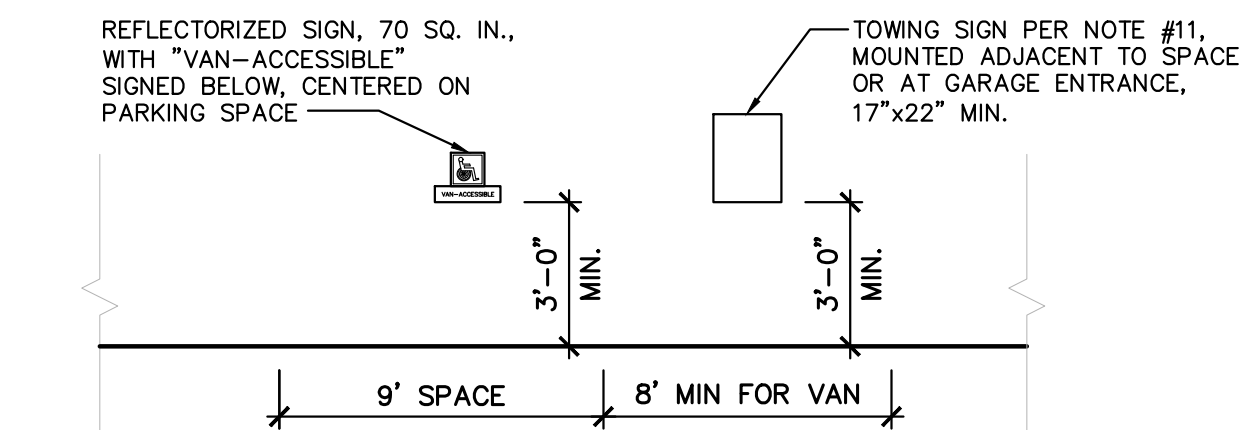 REFLECTORIZED SIGN, 70 SQ. IN.,
WITH "VAN-ACCESSIBLE"
SIGNED BELOW, CENTERED ON
PARKING SPACE
TOWING SIGN PER NOTE #11,
MOUNTED ADJACENT TO SPACE
OR AT GARAGE ENTRANCE,
17"x22" MIN.
VAN-ACCESSIBLE
3'-0"
MIN.
3'-0"
MIN.
9' SPACE
8' MIN FOR VAN